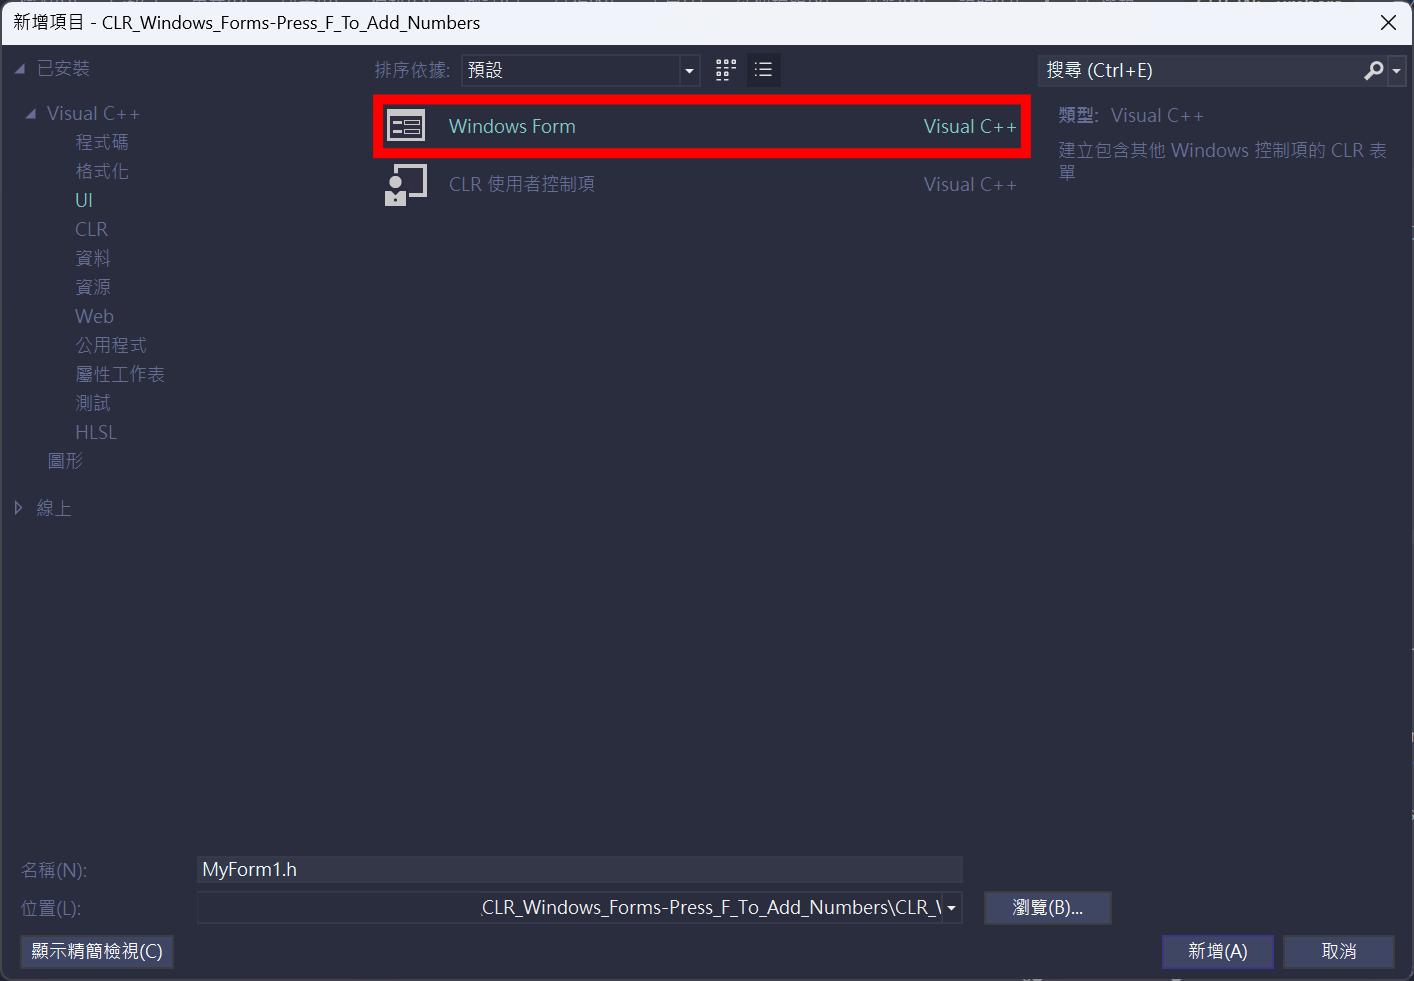 新增項目 - CLR_Windows_Forms-Press_F_To_Add_Numbers
已安裝
Visual C++
程式碼
格式化
UI
CLR
資料
資源
Web
公用程式
屬性工作表
測試
HLSL
圖形
線上
排序依據: 預設
Windows Form Visual C++
CLR 使用者控制項 Visual C++
搜尋 (Ctrl+E)
類型: Visual C++
建立包含其他 Windows 控制項的 CLR 表
單
名稱(N): MyForm1.h
位置(L): CLR_Windows_Forms-Press_F_To_Add_Numbers\CLR_\
瀏覽(B)...
顯示精簡檢視(C)
新增(A)
取消